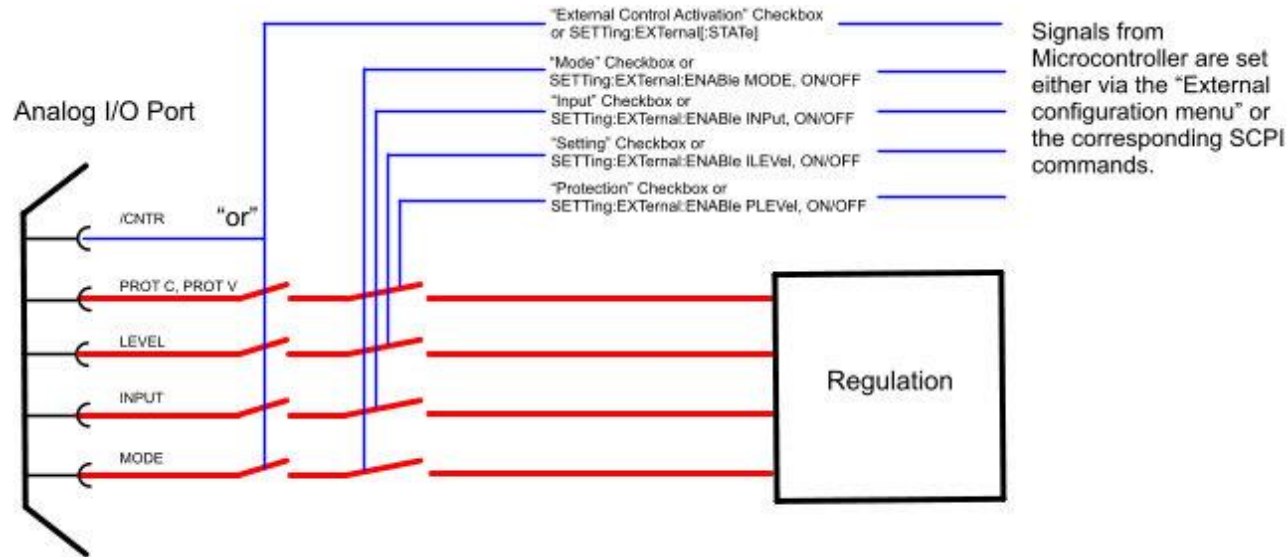 "External Control Activation" Checkbox
or SETTing:EXTernal[:STATe]
"Mode" Checkbox or
SETTing:EXTernal:ENABle MODE, ON/OFF
"Input" Checkbox or
SETTing:EXTernal:ENABle INPut, ON/OFF
"Setting" Checkbox or
SETTing:EXTernal:ENABle ILEVel, ON/OFF
"Protection" Checkbox or
SETTing:EXTernal:ENABle PLEVel, ON/OFF
Signals from
Microcontroller are set
either via the "External
configuration menu" or
the corresponding SCPI
commands.
Analog I/O Port
/CNTR
"or"
PROT C, PROT V
LEVEL
INPUT
MODE
Regulation